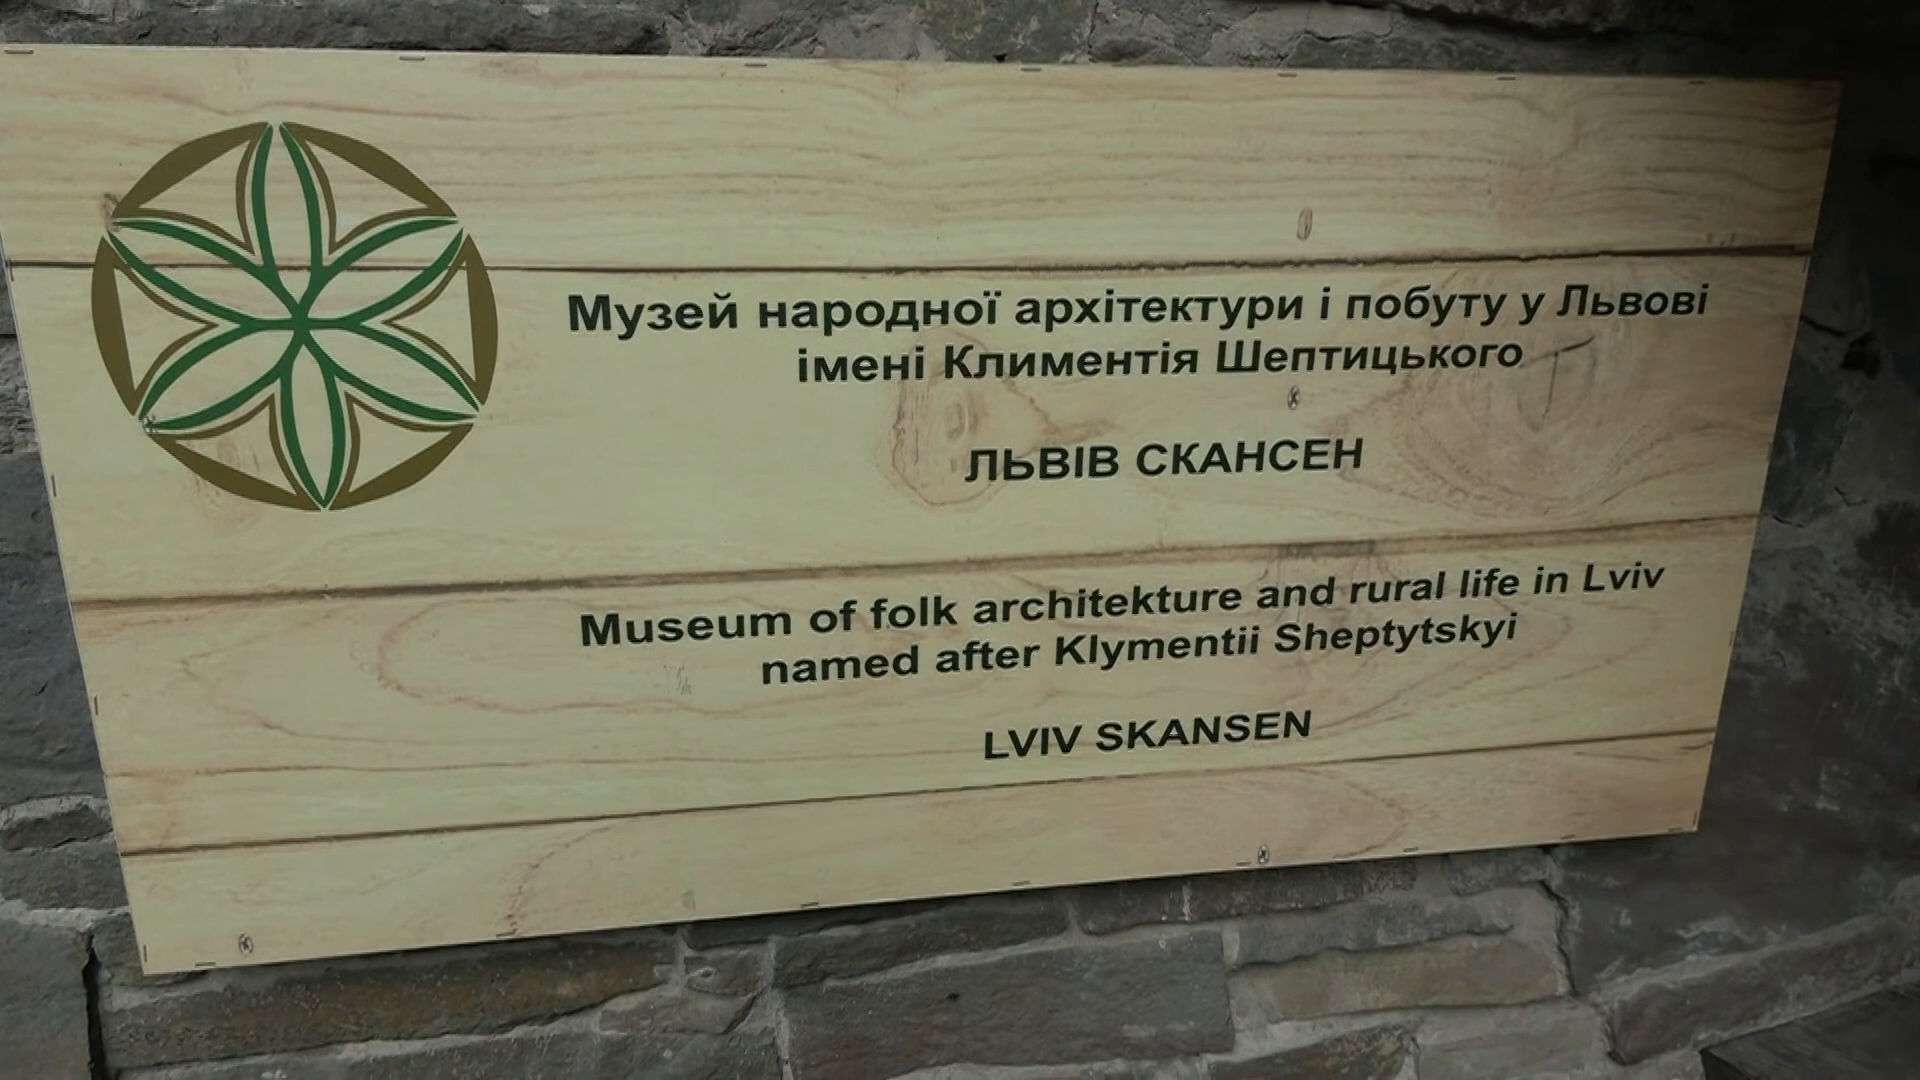 Музей народної архітектури і побуту у Львові
імені Климентія Шептицького
ЛЬВІВ СКАНСЕН
Museum of folk architekture and rural life in Lviv
named after Klymentii Sheptytskyi
LVIV SKANSEN